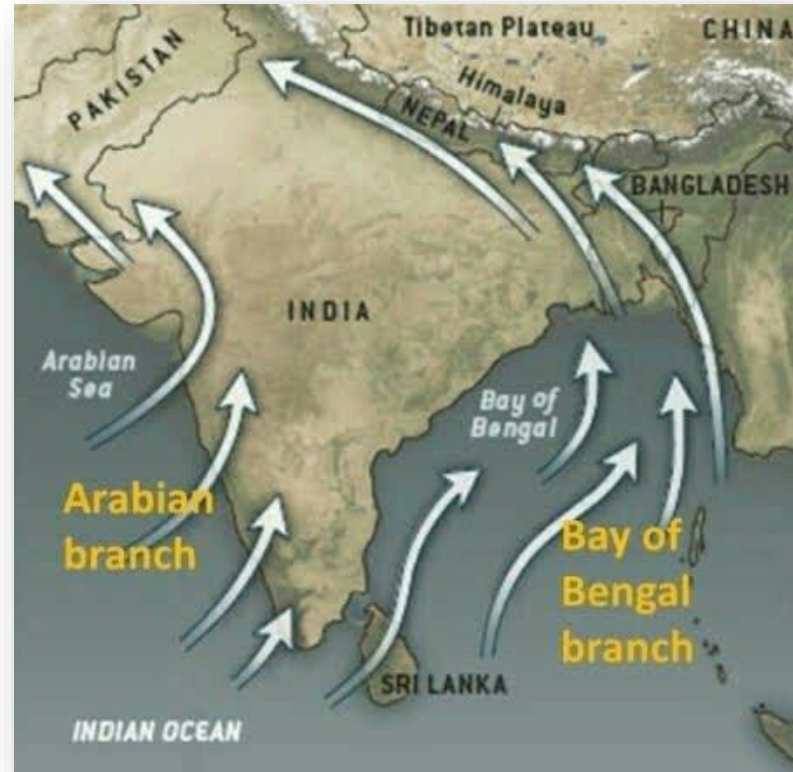 Tibetan Plateau
CHINA
PAKISTAN
Himalaya
NEPAL
BANGLADESH
INDIA
Arabian
Sea
Bay of
Bengal
Arabian
branch
Bay of
Bengal
branch
SRI LANKA
INDIAN OCEAN